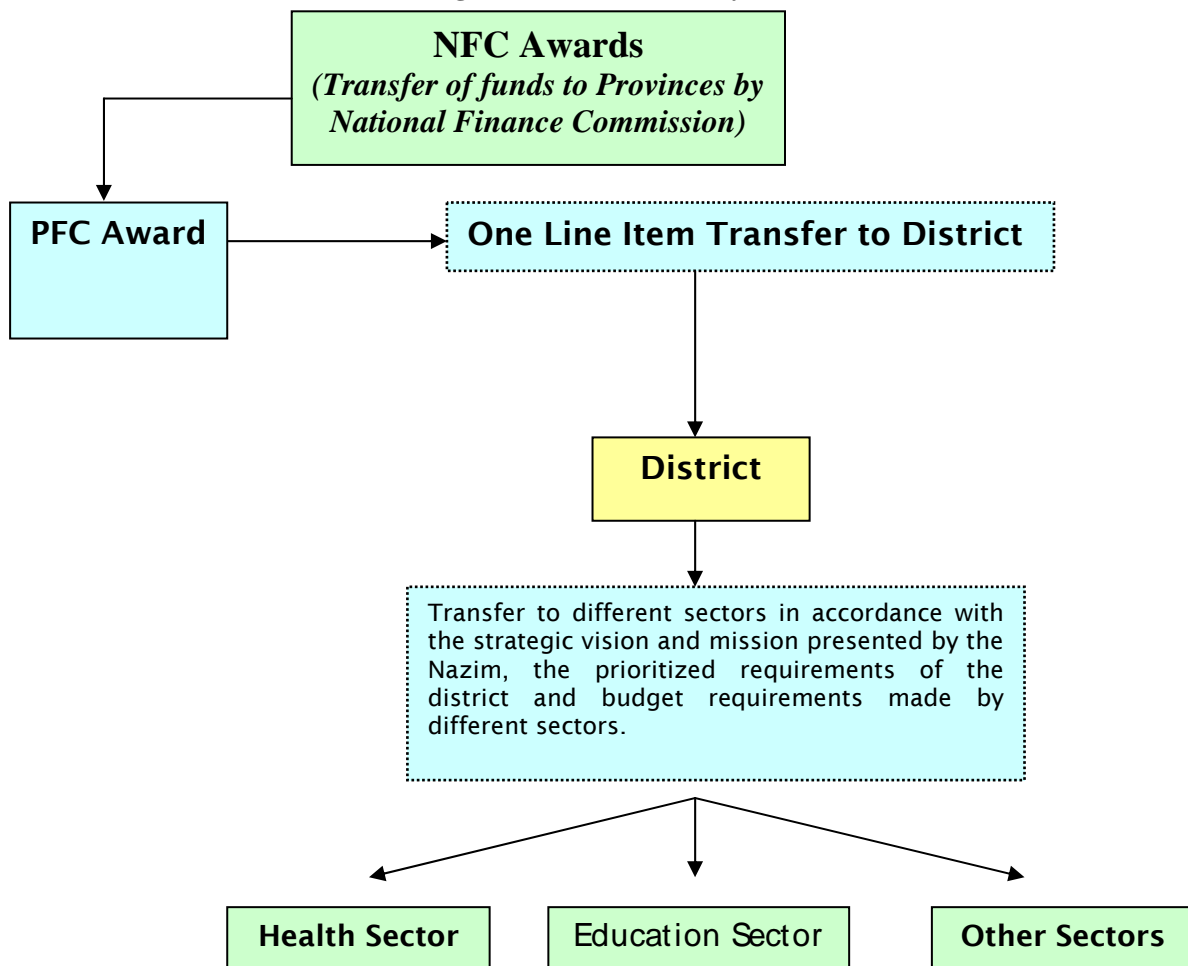 NFC Awards
(Transfer of funds to Provinces by
National Finance Commission)
PFC Award
One Line Item Transfer to District
District
Transfer to different sectors in accordance with
the strategic vision and mission presented by the
Nazim, the prioritized requirements of the
district and budget requirements made by
different sectors.
Health Sector
Education Sector
Other Sectors